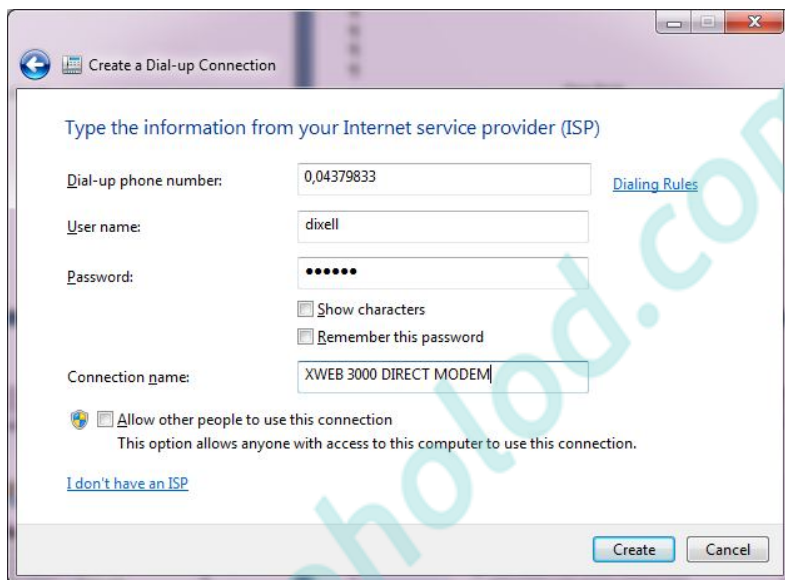 Create a Dial-up Connection
Type the information from your Internet service provider (ISP)
Dial-up phone number:
0,04379833
Dialing Rules
User name:
dixell
Password:
••••••
Show characters
Remember this password
Connection name:
XWEB 3000 DIRECT MODEM
Allow other people to use this connection
This option allows anyone with access to this computer to use this connection.
I don't have an ISP
Create
Cancel
holod.com